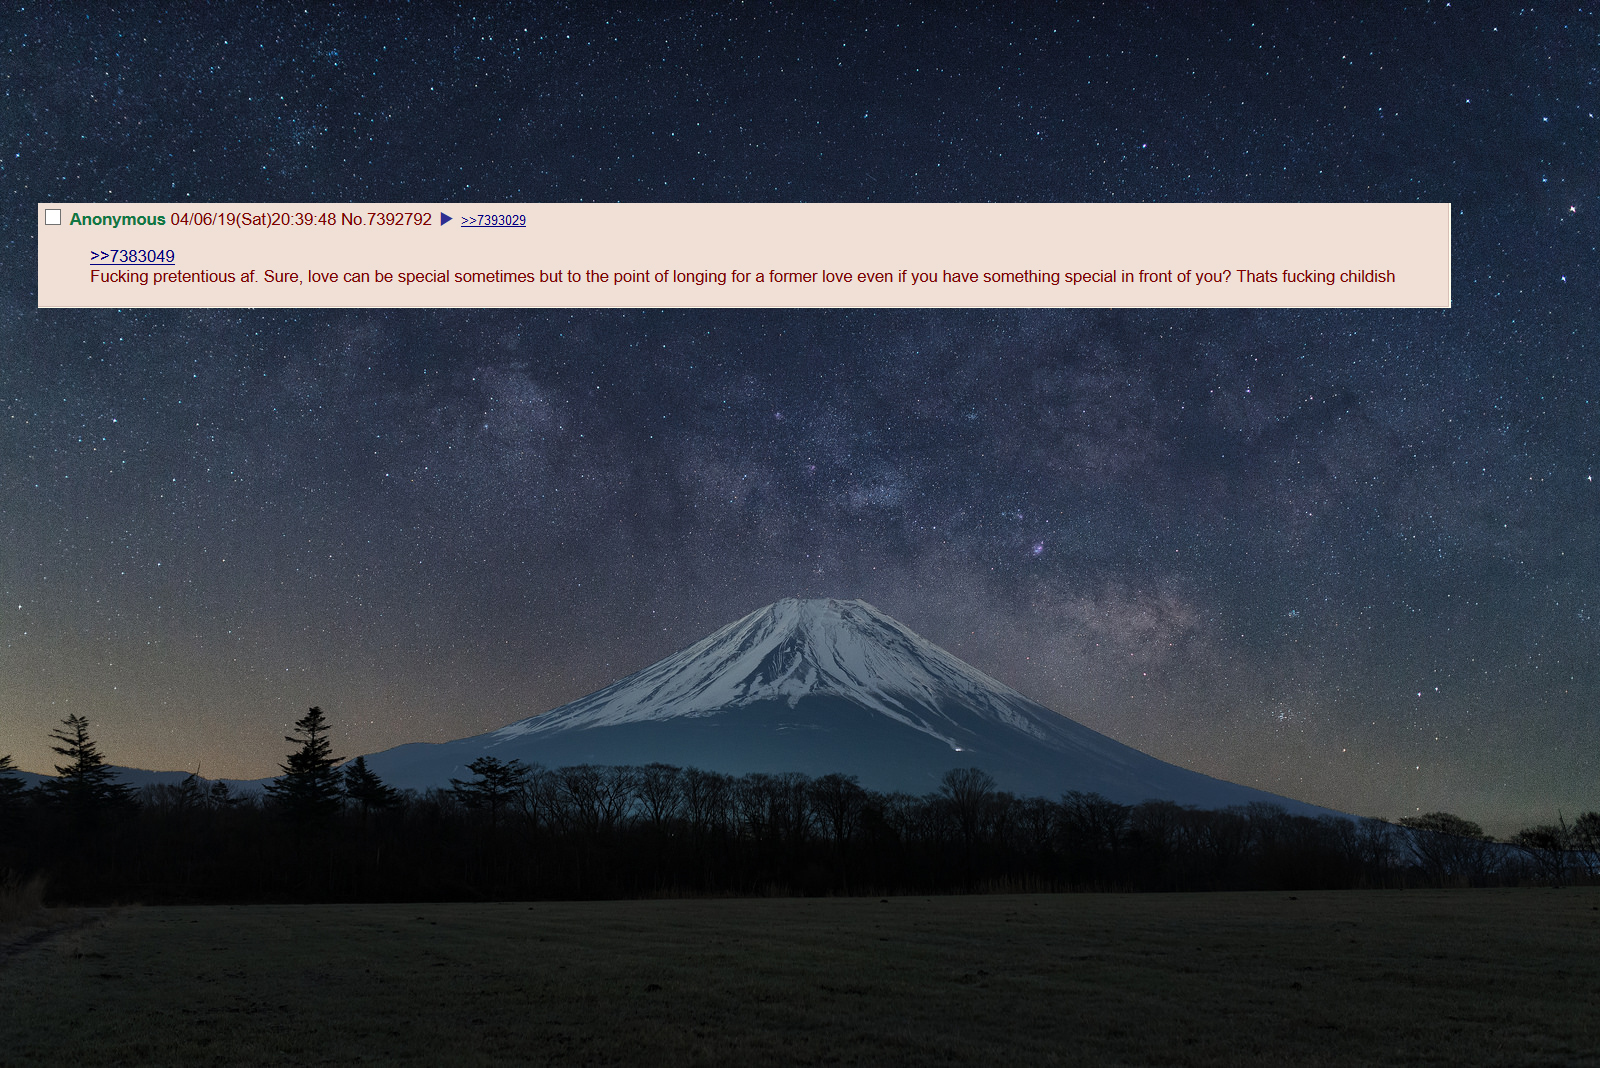 Anonymous 04/06/19(Sat)20:39:48 No.7392792 ▶ >>7393029
>>7383049
Fucking pretentious af. Sure, love can be special sometimes but to the point of longing for a former love even if you have something special in front of you? Thats fucking childish